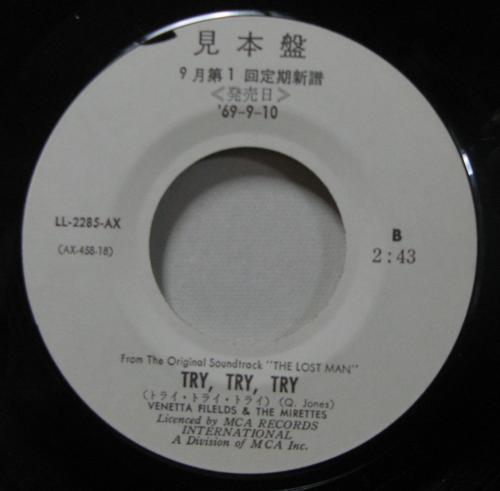 見本盤
9月第1回定期新譜
＜発売日＞
'69-9-10
LL-2285-AX
(AX-458-18)
B
2:43
From The Original Soundtrack "THE LOST MAN"
TRY, TRY, TRY
(トライ・トライ・トライ) (Q. Jones)
VENETTA FILELDS & THE MIRETTES
Licenced by MCA RECORDS
INTERNATIONAL
A Division of MCA Inc.